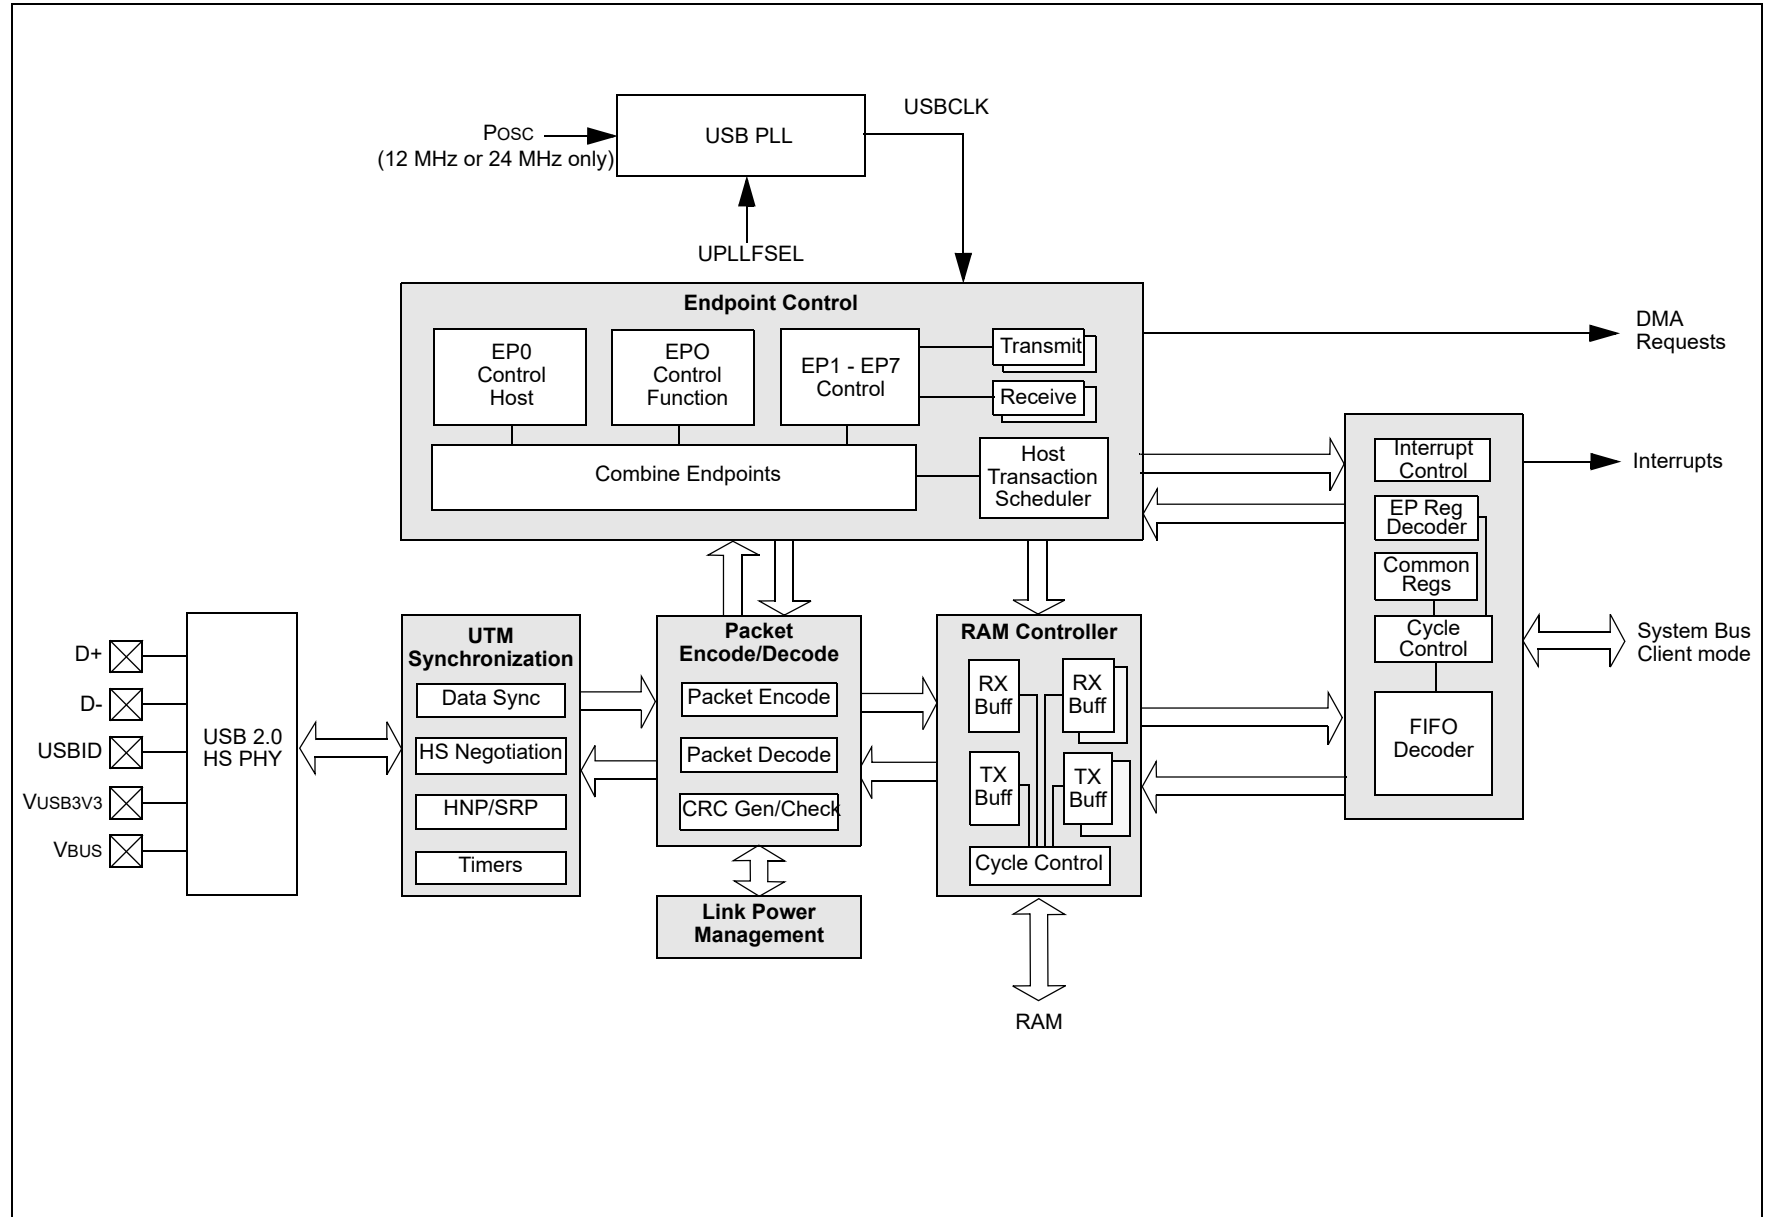 USBCLK
POSC
(12 MHz or 24 MHz only)
USB PLL
UPLLFSEL
Endpoint Control
EP0
Control
Host
EPO
Control
Function
EP1 - EP7
Control
Transmit
Receive
Combine Endpoints
Host
Transaction
Scheduler
DMA
Requests
Interrupt
Control
Interrupts
EP Reg
Decoder
Common
Regs
Cycle
Control
FIFO
Decoder
System Bus
Client mode
D+
D-
USBID
VUSB3V3
VBUS
USB 2.0
HS PHY
UTM
Synchronization
Data Sync
HS Negotiation
HNP/SRP
Timers
Packet
Encode/Decode
Packet Encode
Packet Decode
CRC Gen/Check
Link Power
Management
RAM Controller
RX
Buff
RX
Buff
TX
Buff
TX
Buff
Cycle Control
RAM